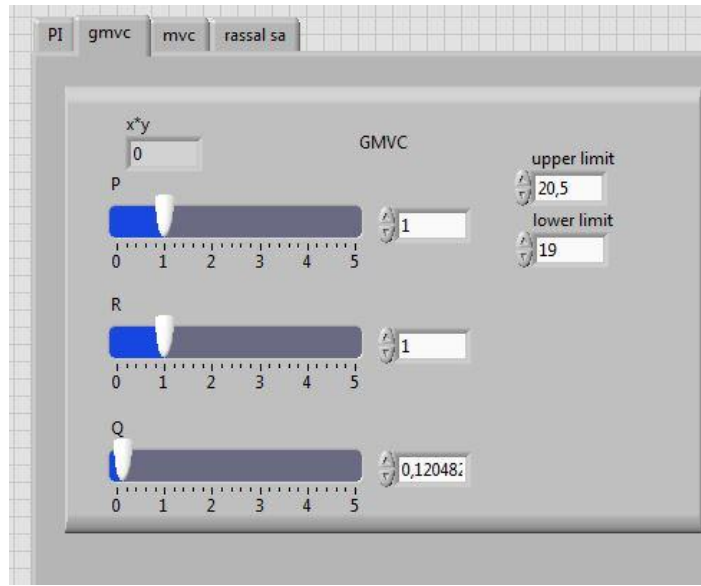 PI gmvc mvc rassal sa
x*y
0
GMVC
upper limit
20,5
lower limit
19
P
1
0 1 2 3 4 5
R
1
0 1 2 3 4 5
Q
0,120482
0 1 2 3 4 5